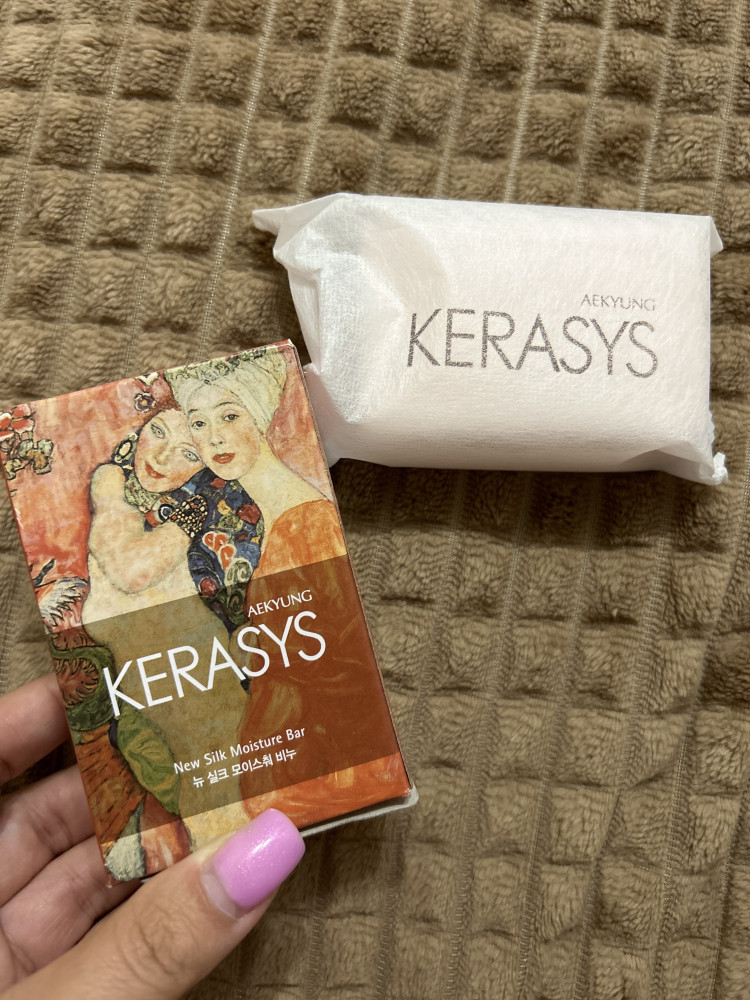 AEKYUNG
KERASYS
AEKYUNG
KERASYS
New Silk Moisture Bar
뉴 실크 모이스춰 비누